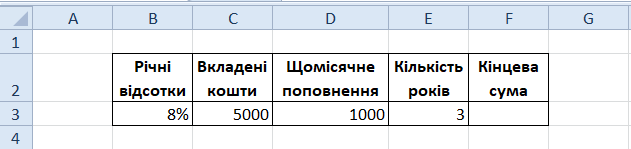 A B C D E F G
1
2 Річні Вкладені Щомісячне Кількість Кінцева
відсотки кошти поповнення років сума
3 8% 5000 1000 3
4